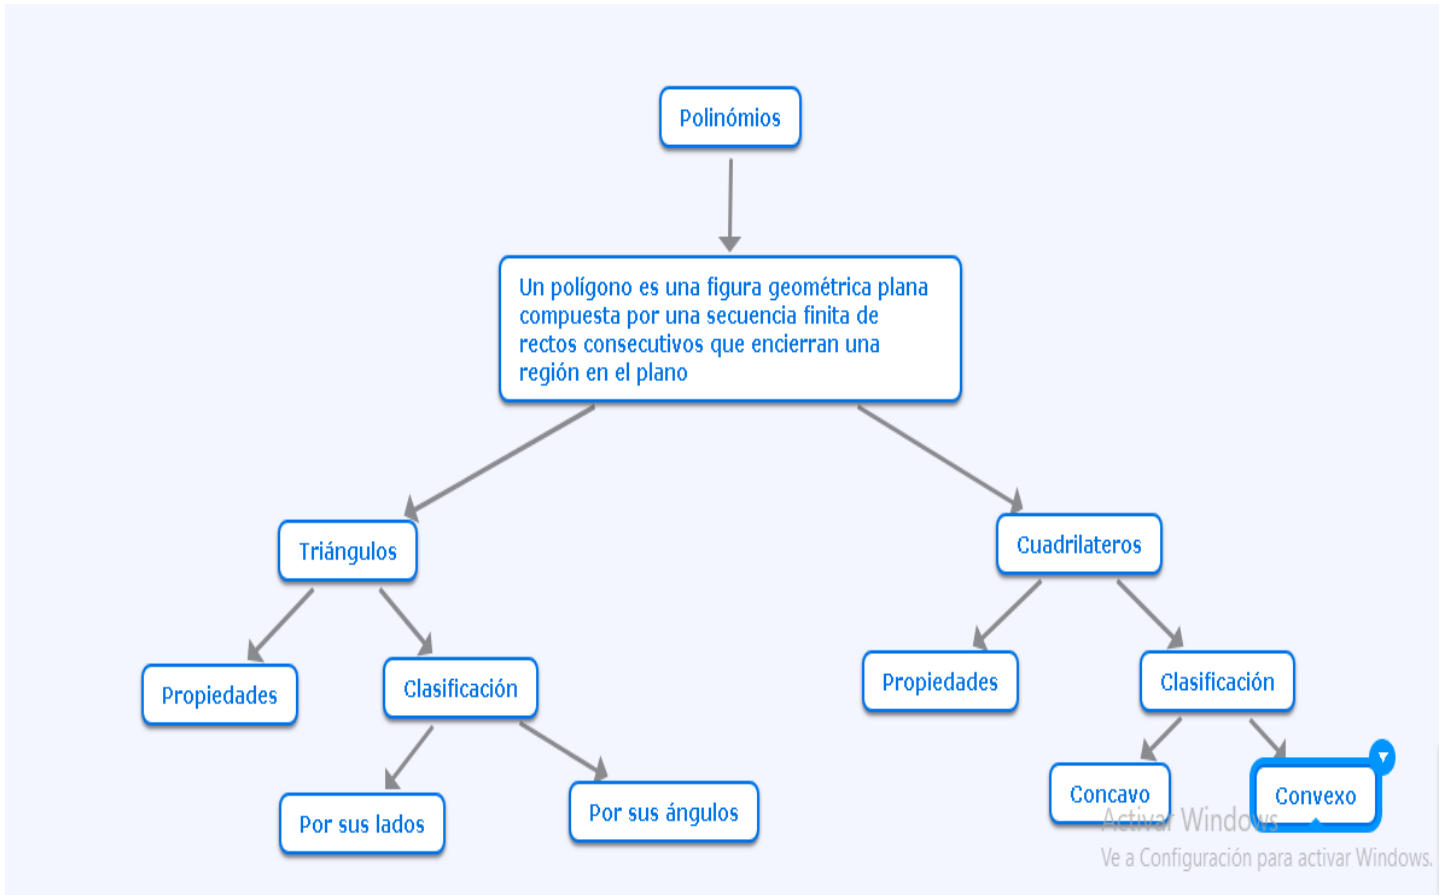 Polinómios
Un polígono es una figura geométrica plana
compuesta por una secuencia finita de
rectos consecutivos que encierran una
región en el plano
Triángulos
Cuadrilateros
Propiedades
Clasificación
Propiedades
Clasificación
Por sus lados
Por sus ángulos
Concavo
Convexo
Activar Windows
Ve a Configuración para activar Windows.